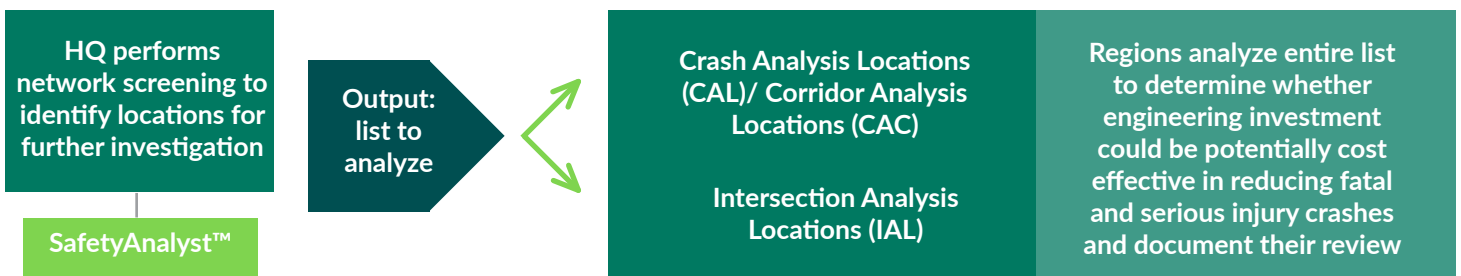 HQ performs
network screening to
identify locations for
further investigation
SafetyAnalyst™
Output:
list to
analyze
Crash Analysis Locations
(CAL)/ Corridor Analysis
Locations (CAC)
Intersection Analysis
Locations (IAL)
Regions analyze entire list
to determine whether
engineering investment
could be potentially cost
effective in reducing fatal
and serious injury crashes
and document their review